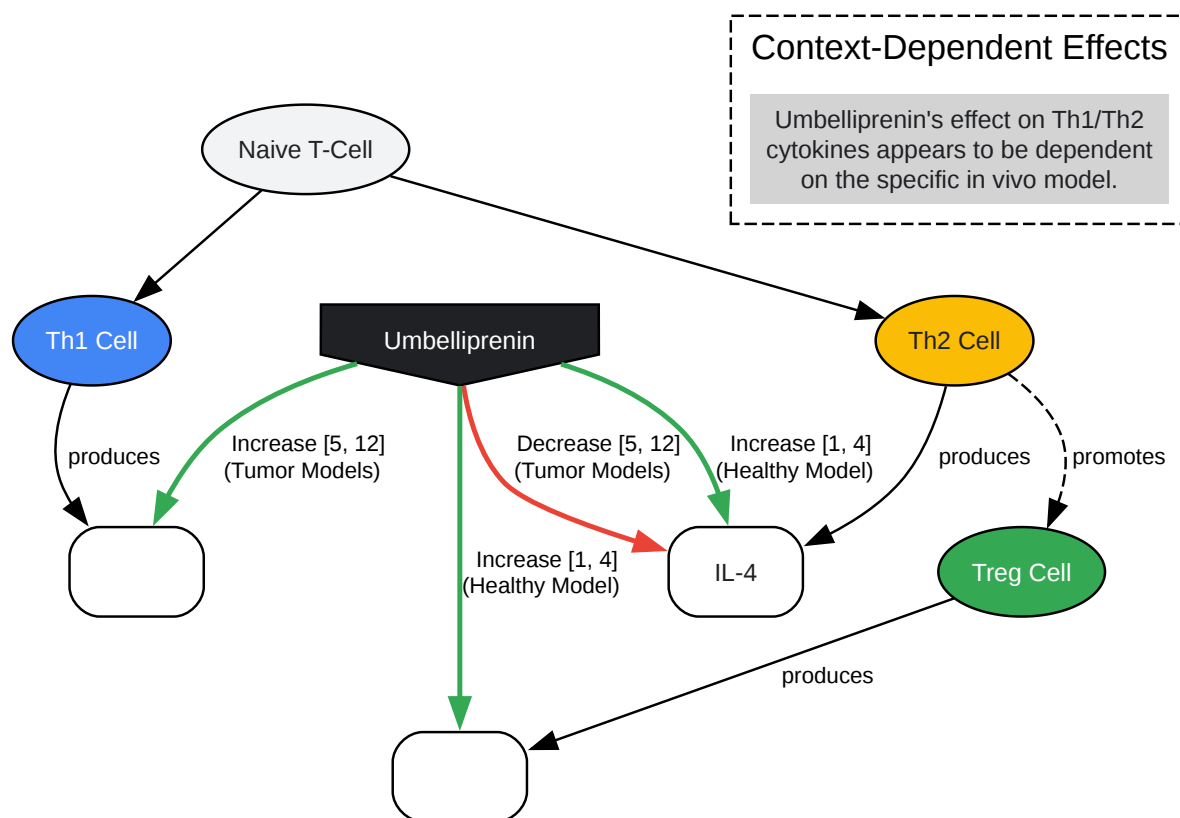 Context-Dependent Effects
Umbelliprenin's effect on Th1/Th2
cytokines appears to be dependent
on the specific in vivo model.
Naive T-Cell
Th1 Cell
Umbelliprenin
Th2 Cell
produces
Increase [5, 12]
(Tumor Models)
Decrease [5, 12]
(Tumor Models)
Increase [1, 4]
(Healthy Model)
produces
promotes
Increase [1, 4]
(Healthy Model)
IL-4
Treg Cell
produces